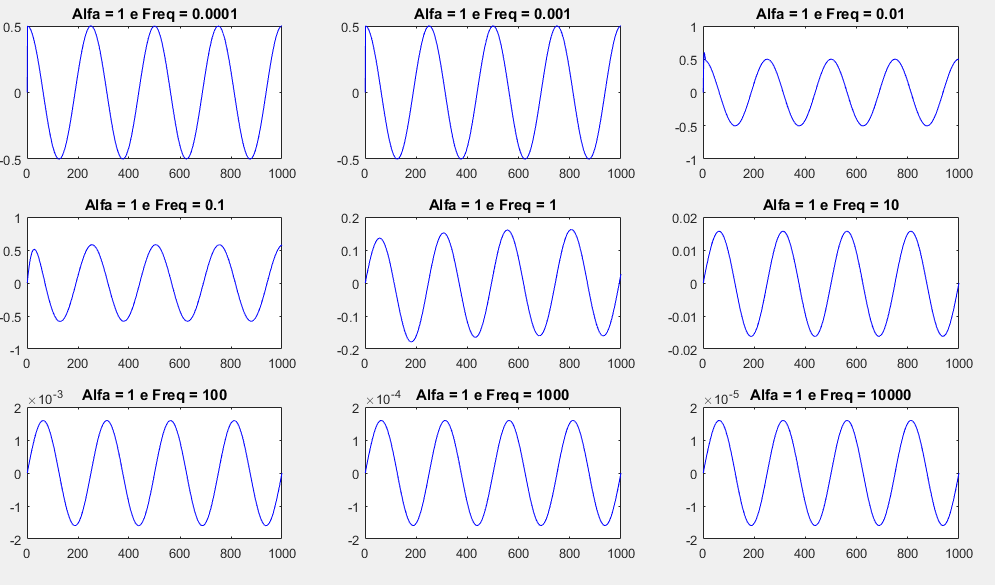 Alfa = 1 e Freq = 0.0001
0.5
0
-0.5
0 200 400 600 800 1000
Alfa = 1 e Freq = 0.001
0.5
0
-0.5
0 200 400 600 800 1000
Alfa = 1 e Freq = 0.01
1
0.5
0
-0.5
-1
0 200 400 600 800 1000
Alfa = 1 e Freq = 0.1
1
0.5
0
-0.5
-1
0 200 400 600 800 1000
Alfa = 1 e Freq = 1
0.2
0.1
0
-0.1
-0.2
0 200 400 600 800 1000
Alfa = 1 e Freq = 10
0.02
0.01
0
-0.01
-0.02
0 200 400 600 800 1000
×10⁻³ Alfa = 1 e Freq = 100
2
1
0
-1
-2
0 200 400 600 800 1000
×10⁻⁴ Alfa = 1 e Freq = 1000
2
1
0
-1
-2
0 200 400 600 800 1000
×10⁻⁵ Alfa = 1 e Freq = 10000
2
1
0
-1
-2
0 200 400 600 800 1000